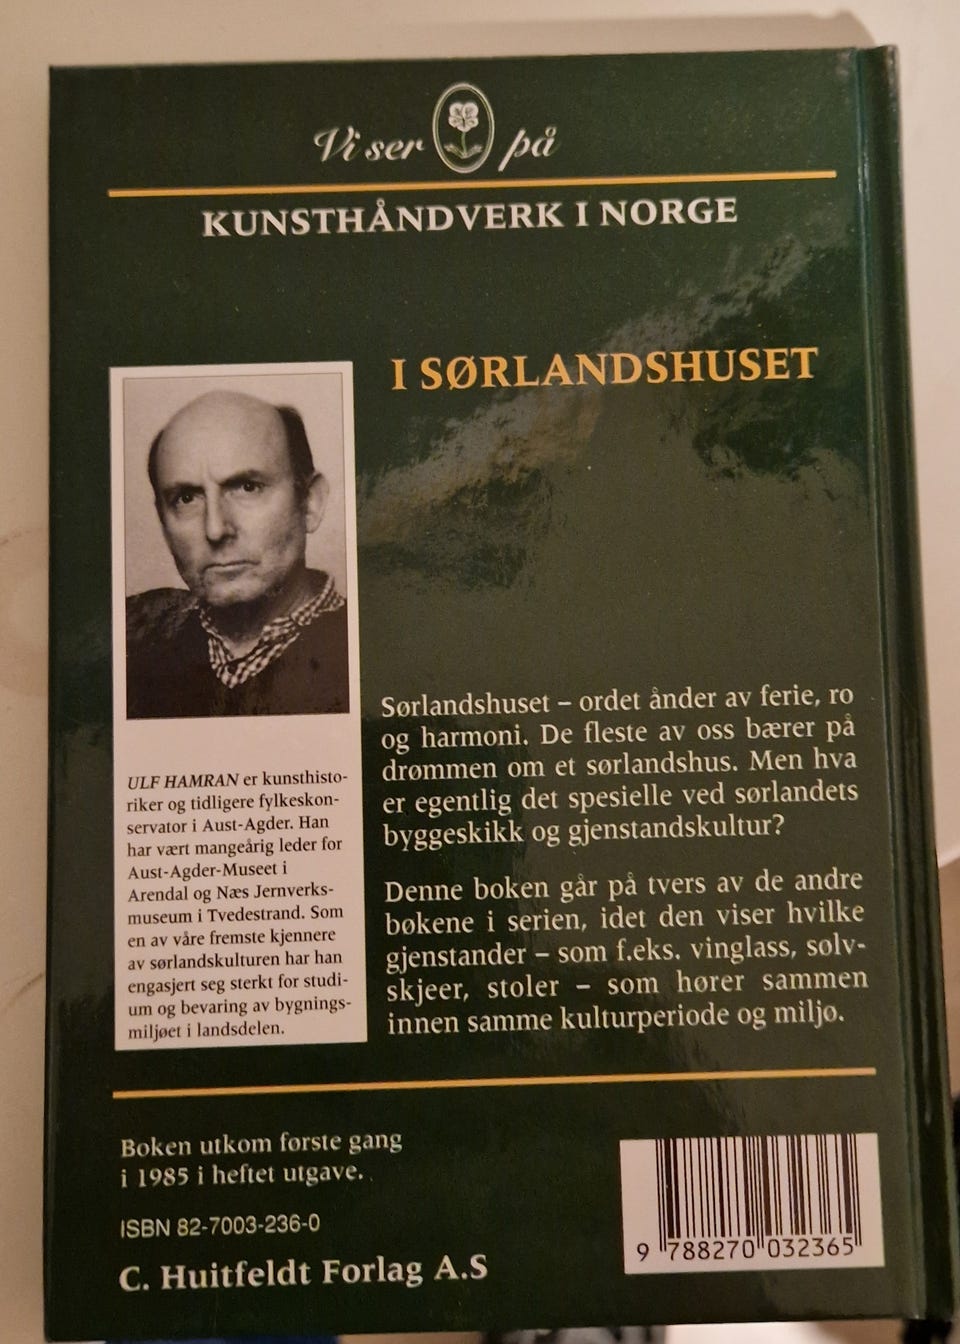 Vi ser på
KUNSTHÅNDVERK I NORGE
I SØRLANDSHUSET
ULF HAMRAN er kunsthisto-
riker og tidligere fylkeskon-
servator i Aust-Agder. Han
har vært mangeårig leder for
Aust-Agder-Museet i
Arendal og Næs Jernverks-
museum i Tvedestrand. Som
en av våre fremste kjennere
av sørlandskulturen har han
engasjert seg sterkt for studi-
um og bevaring av bygnings-
miljøet i landsdelen.
Sørlandshuset – ordet ånder av ferie, ro
og harmoni. De fleste av oss bærer på
drømmen om et sørlandshus. Men hva
er egentlig det spesielle ved sørlandets
byggeskikk og gjenstandskultur?
Denne boken går på tvers av de andre
bøkene i serien, idet den viser hvilke
gjenstander – som f.eks. vinglass, sølv-
skjeer, stoler – som hører sammen
innen samme kulturperiode og miljø.
Boken utkom første gang
i 1985 i heftet utgave.
ISBN 82-7003-236-0
C. Huitfeldt Forlag A.S
9 788270 032365